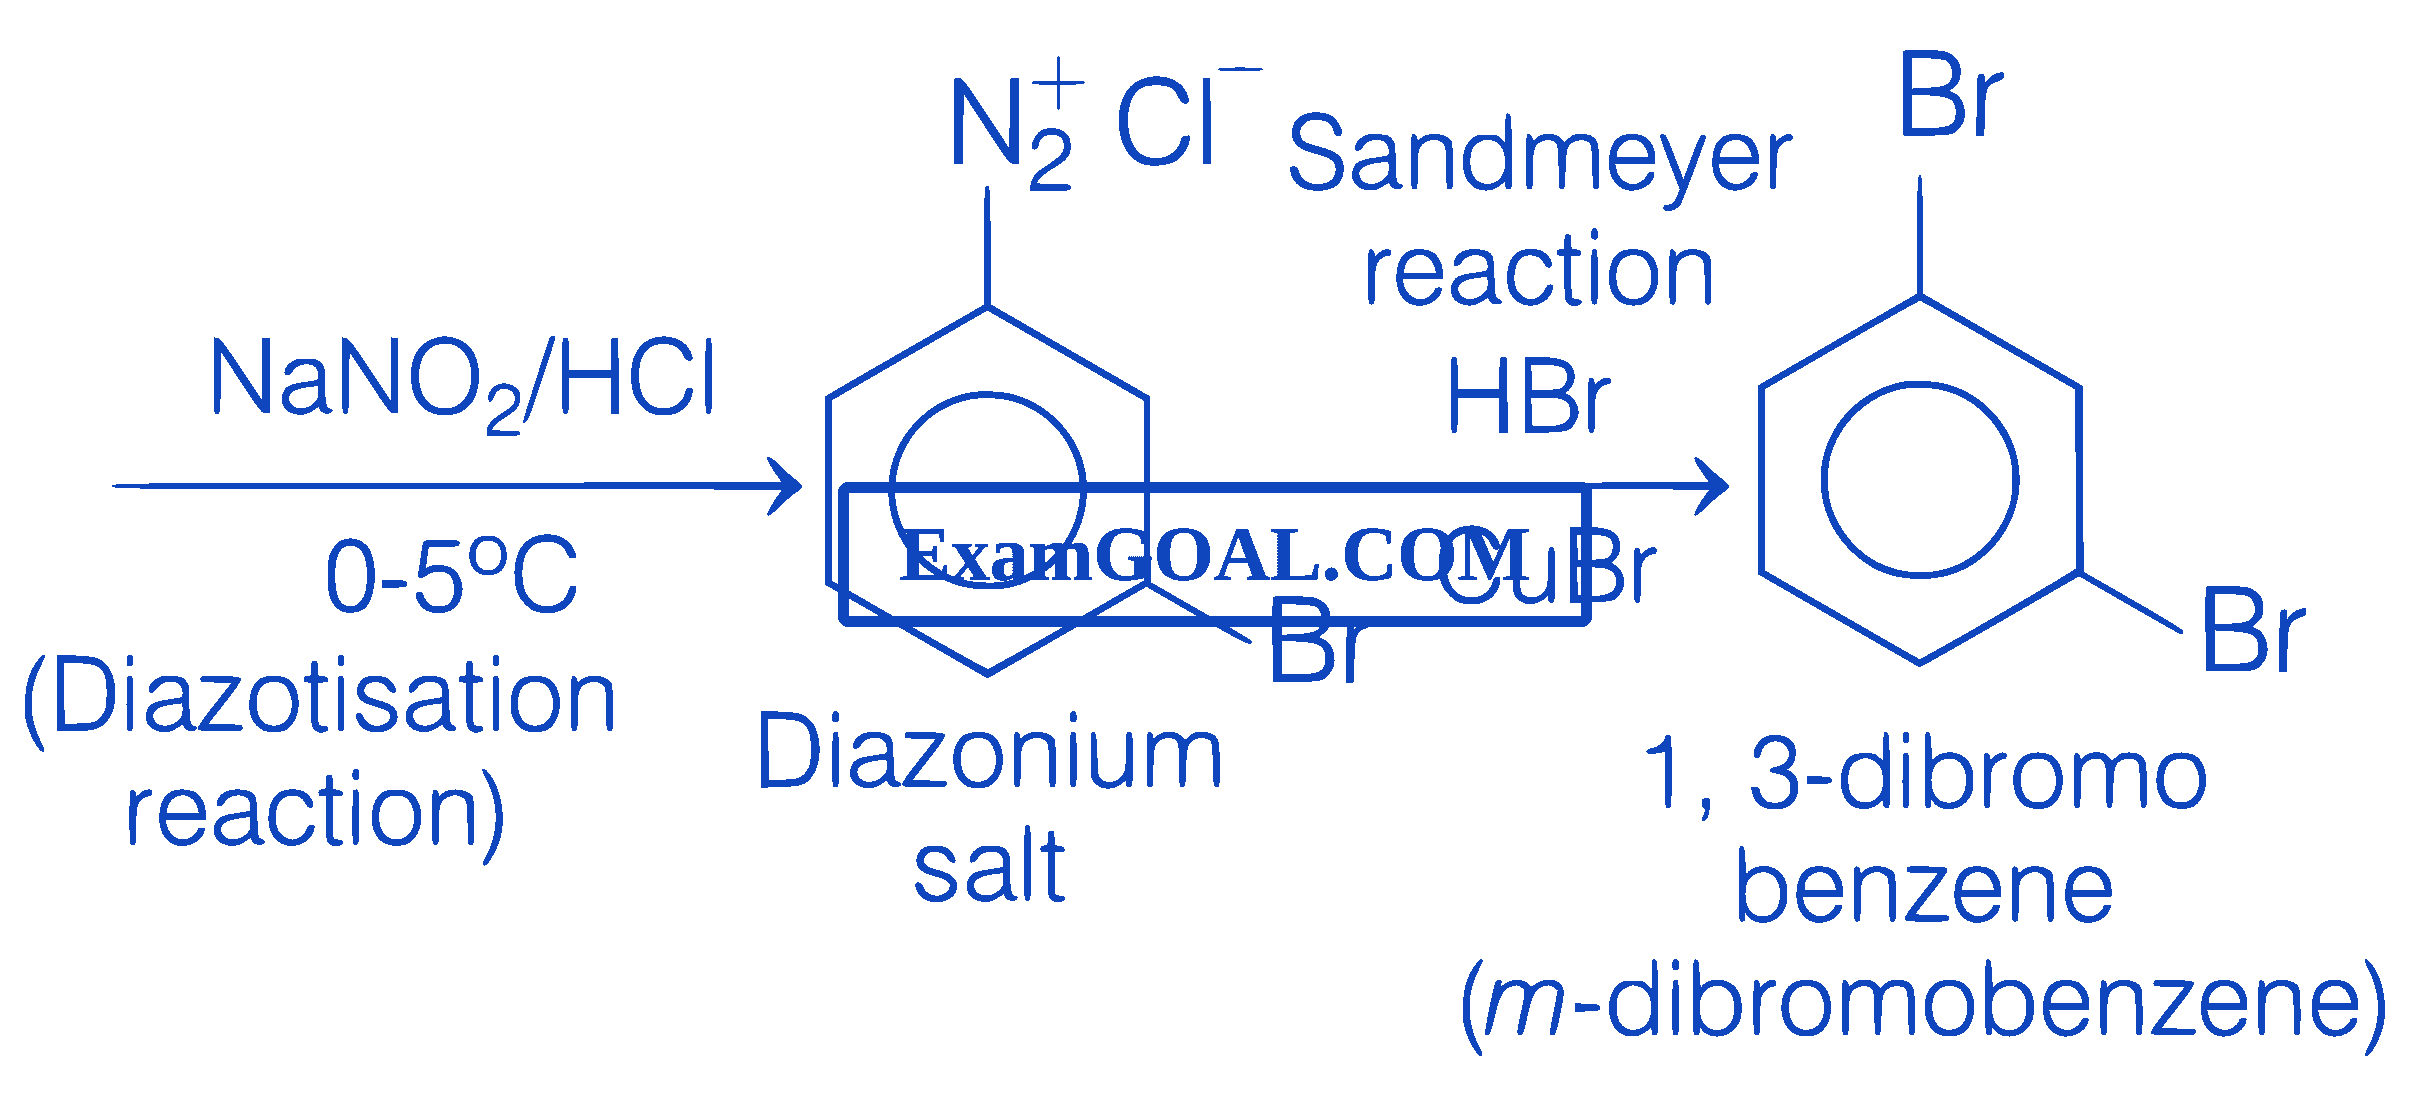 N₂⁺ Cl⁻
Sandmeyer
reaction
HBr
CuBr
NaNO₂/HCl
0-5°C
(Diazotisation
reaction)
ExamGOAL.COM
Br
Diazonium
salt
Br
Br
1, 3-dibromo
benzene
(m-dibromobenzene)